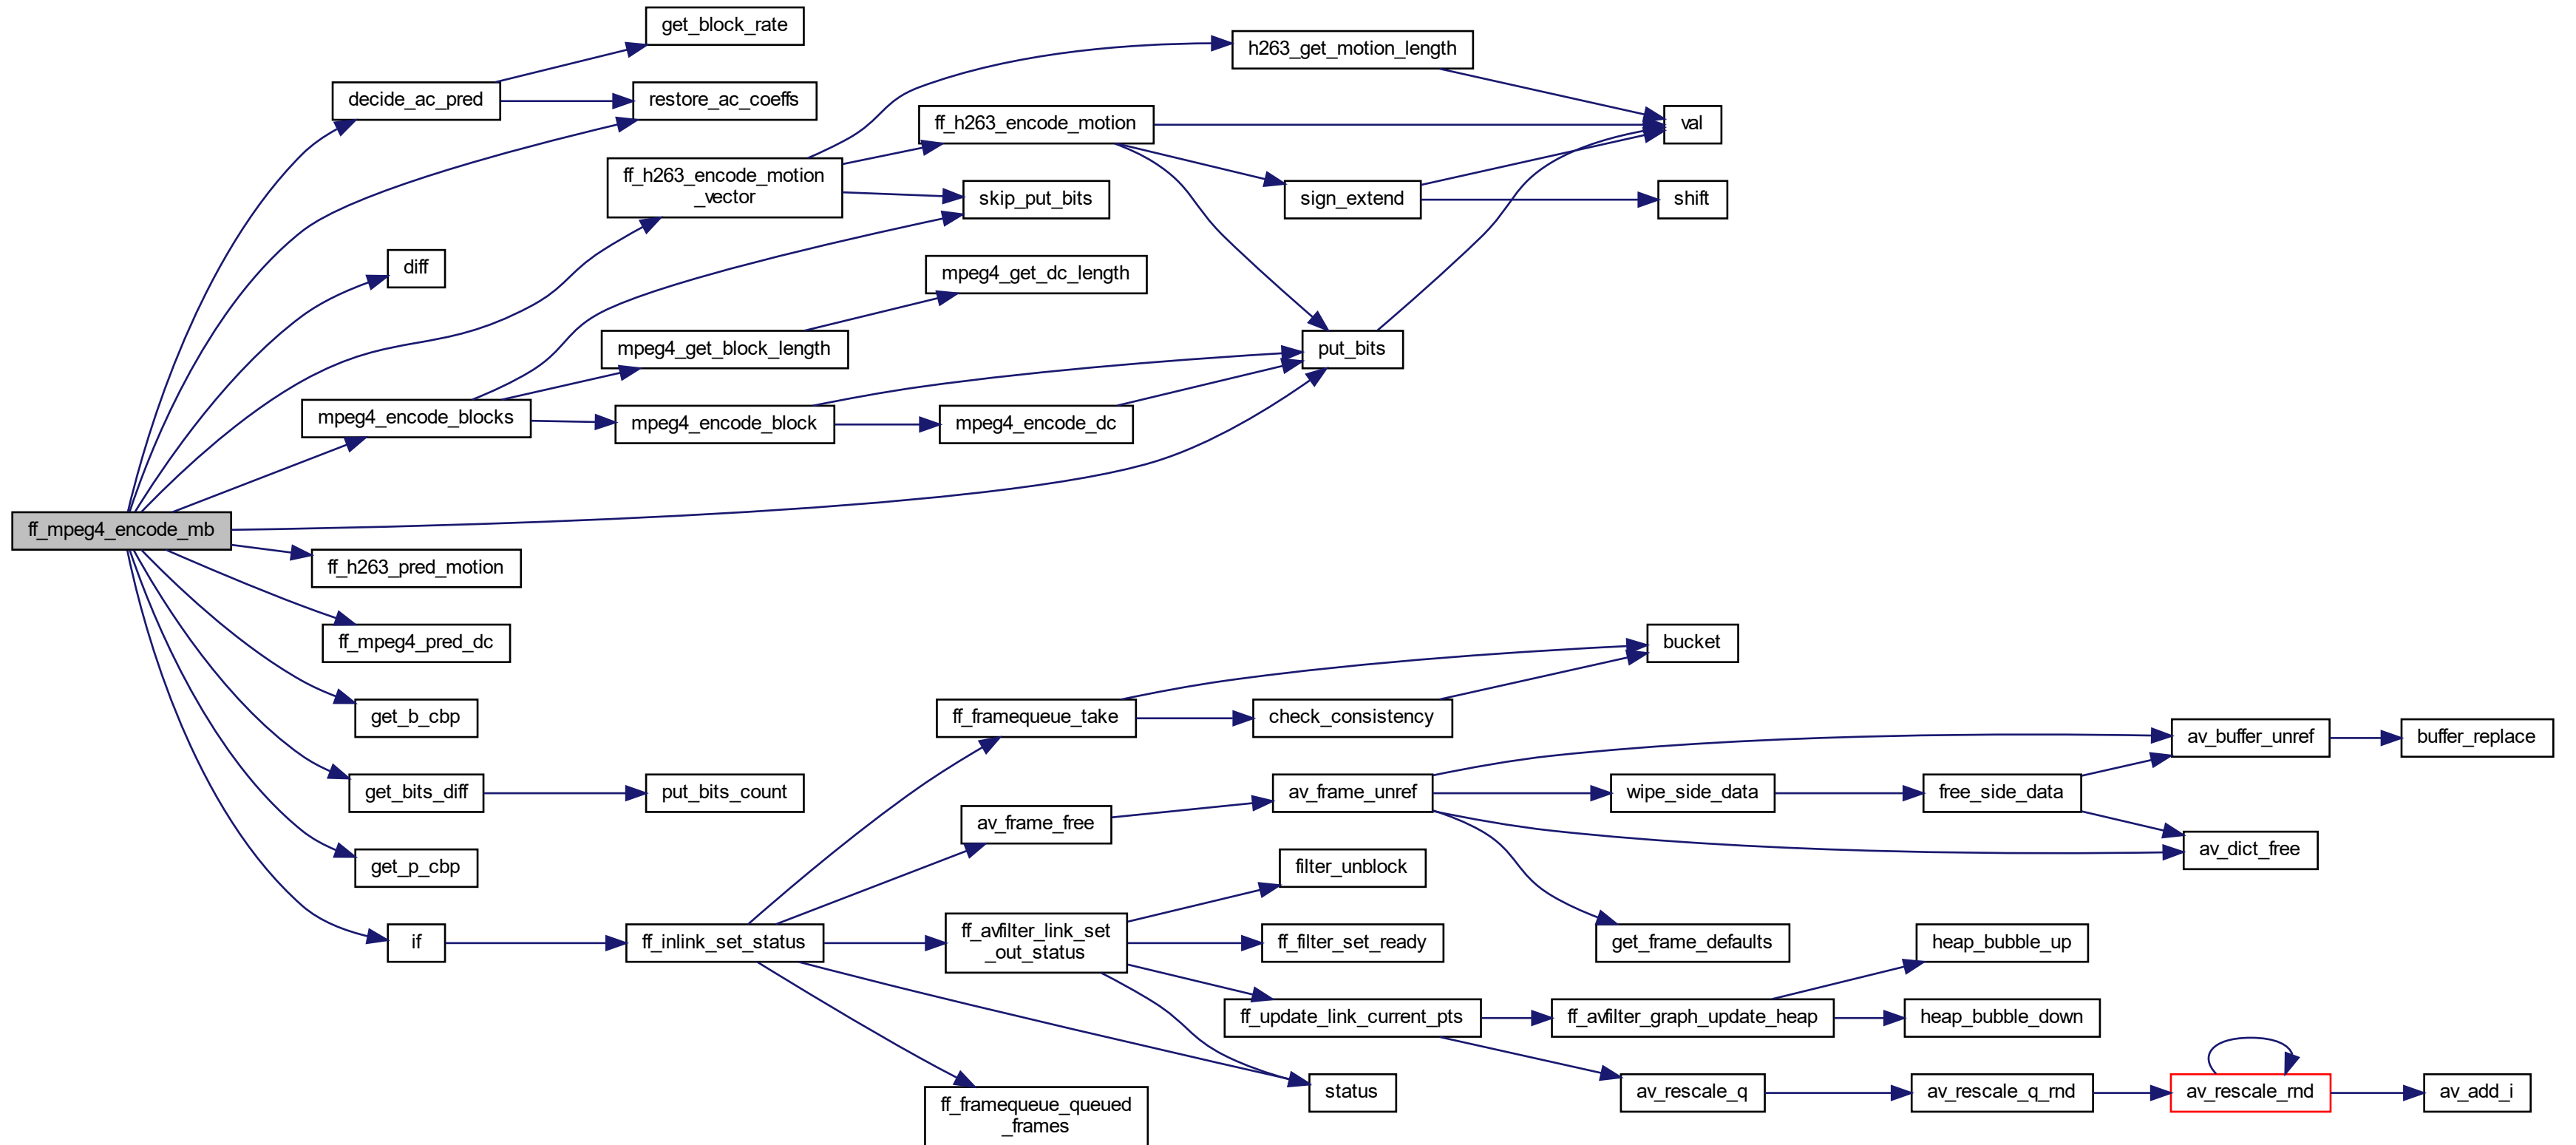 get_block_rate
h263_get_motion_length
decide_ac_pred
restore_ac_coeffs
ff_h263_encode_motion
val
ff_h263_encode_motion
_vector
skip_put_bits
sign_extend
shift
diff
mpeg4_get_dc_length
mpeg4_get_block_length
put_bits
mpeg4_encode_blocks
mpeg4_encode_block
mpeg4_encode_dc
ff_mpeg4_encode_mb
ff_h263_pred_motion
ff_mpeg4_pred_dc
bucket
get_b_cbp
ff_framequeue_take
check_consistency
av_buffer_unref
buffer_replace
get_bits_diff
put_bits_count
av_frame_unref
wipe_side_data
free_side_data
av_frame_free
av_dict_free
get_p_cbp
filter_unblock
if
ff_inlink_set_status
ff_avfilter_link_set
_out_status
ff_filter_set_ready
get_frame_defaults
heap_bubble_up
ff_update_link_current_pts
ff_avfilter_graph_update_heap
heap_bubble_down
status
av_rescale_q
av_rescale_q_rnd
av_rescale_rnd
av_add_i
ff_framequeue_queued
_frames